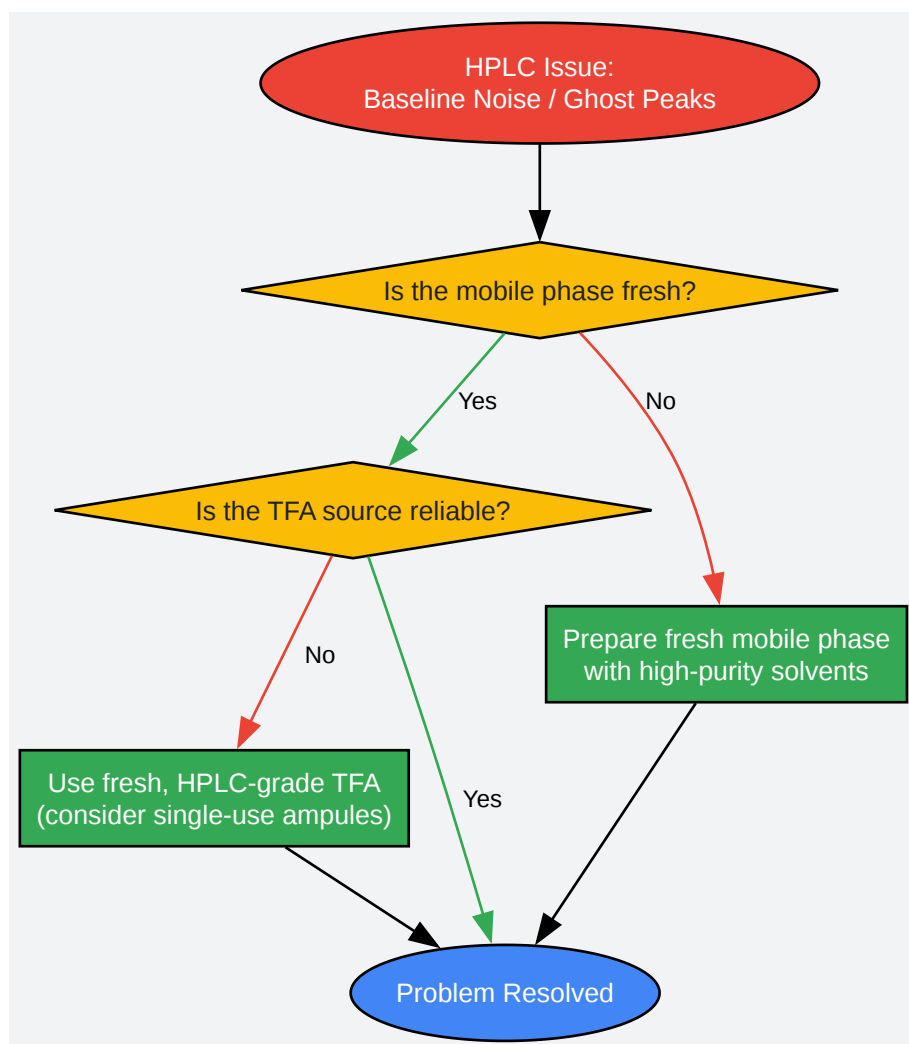 HPLC Issue:
Baseline Noise / Ghost Peaks
Is the mobile phase fresh?
Yes
No
Is the TFA source reliable?
No
Prepare fresh mobile phase
with high-purity solvents
Use fresh, HPLC-grade TFA
(consider single-use ampules)
Yes
Problem Resolved